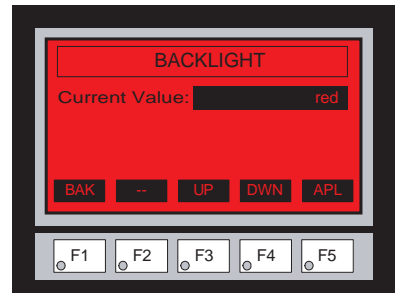 BACKLIGHT
Current Value: red
BAK -- UP DWN APL
F1 F2 F3 F4 F5